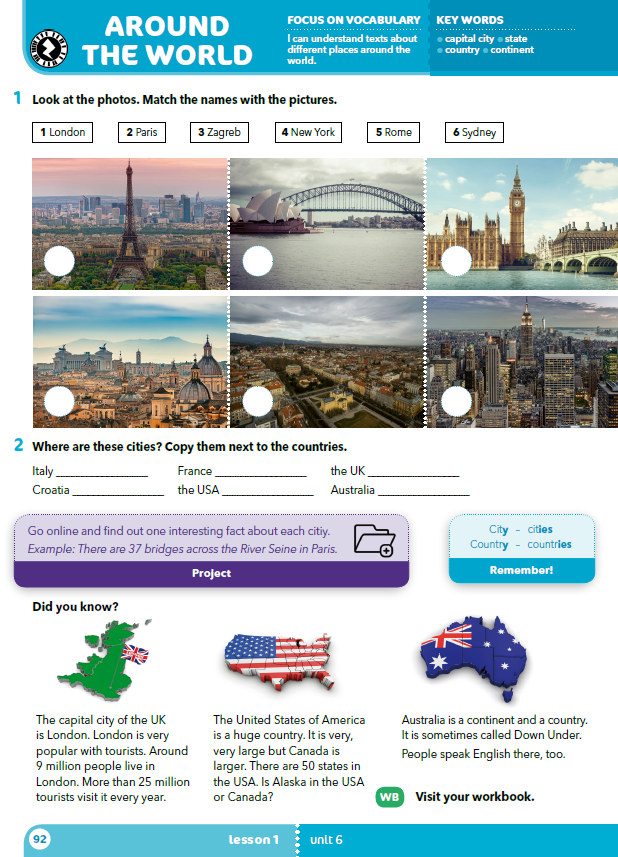 2
AROUND
THE WORLD
FOCUS ON VOCABULARY
I can understand texts about
different places around the
world.
KEY WORDS
capital city state
country continent
1 Look at the photos. Match the names with the pictures.
1 London 2 Paris 3 Zagreb 4 New York 5 Rome 6 Sydney
2 Where are these cities? Copy them next to the countries.
Italy ________________ France ________________ the UK ________________
Croatia ________________ the USA ________________ Australia ________________
Go online and find out one interesting fact about each citiy.
Example: There are 37 bridges across the River Seine in Paris.
Project
City – cities
Country – countries
Remember!
Did you know?
The capital city of the UK
is London. London is very
popular with tourists. Around
9 million people live in
London. More than 25 million
tourists visit it every year.
The United States of America
is a huge country. It is very,
very large but Canada is
larger. There are 50 states in
the USA. Is Alaska in the USA
or Canada?
Australia is a continent and a country.
It is sometimes called Down Under.
People speak English there, too.
WB Visit your workbook.
92 lesson 1 unit 6